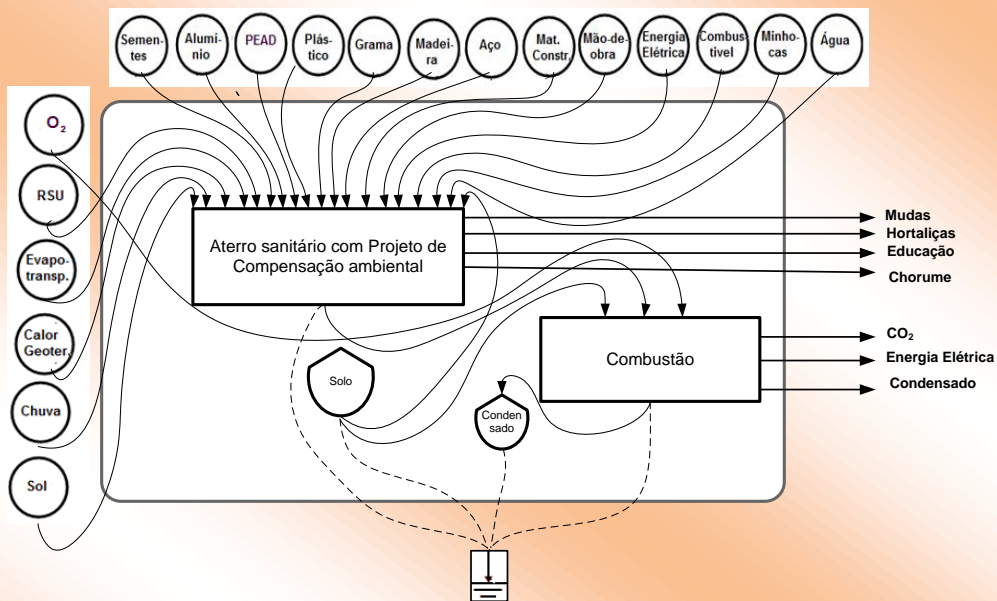 Semen-
tes
Alumí-
nio
PEAD
Plás-
tico
Grama
Madei-
ra
Aço
Mat.
Constr.
Mão-de-
obra
Energia
Elétrica
Combus-
tivel
Minho-
cas
Água
O₂
RSU
Evapo-
transp.
Calor
Geoter.
Chuva
Sol
Aterro sanitário com Projeto de
Compensação ambiental
Mudas
Hortaliças
Educação
Chorume
Combustão
CO₂
Energia Elétrica
Condensado
Solo
Conden
sado